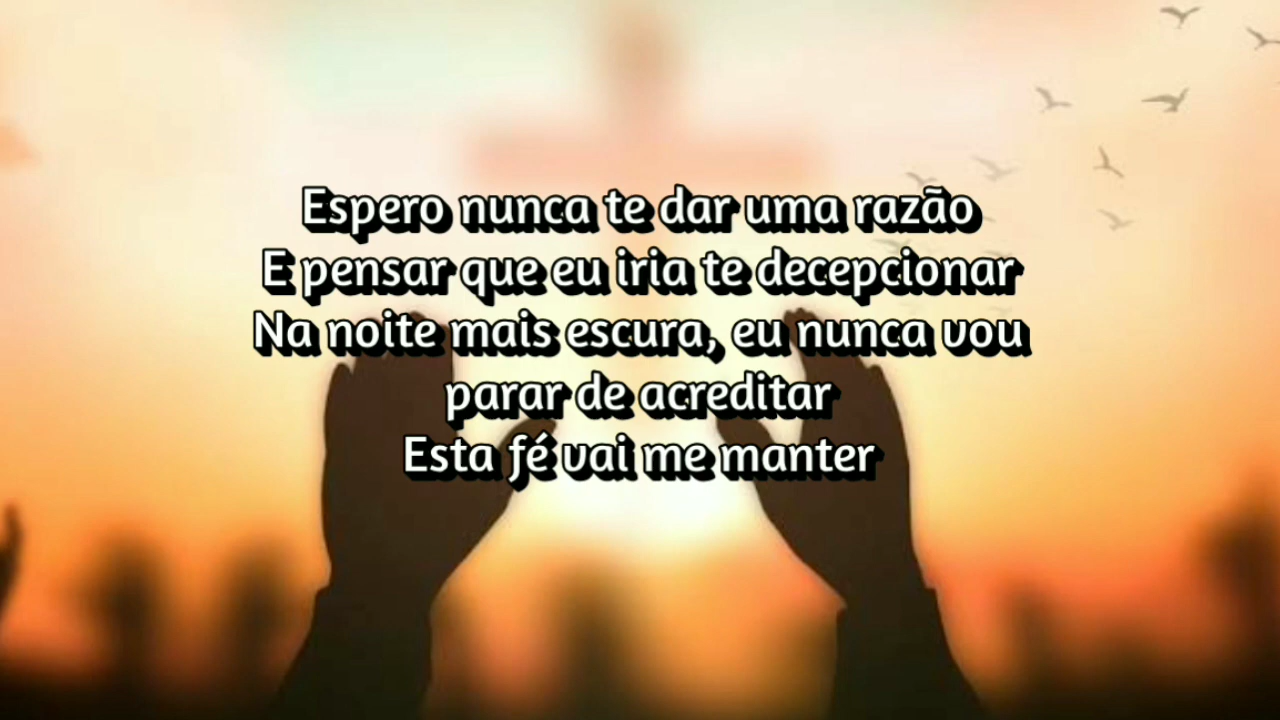 Espero nunca te dar uma razão
E pensar que eu iria te decepcionar
Na noite mais escura, eu nunca vou
parar de acreditar
Esta fé vai me manter